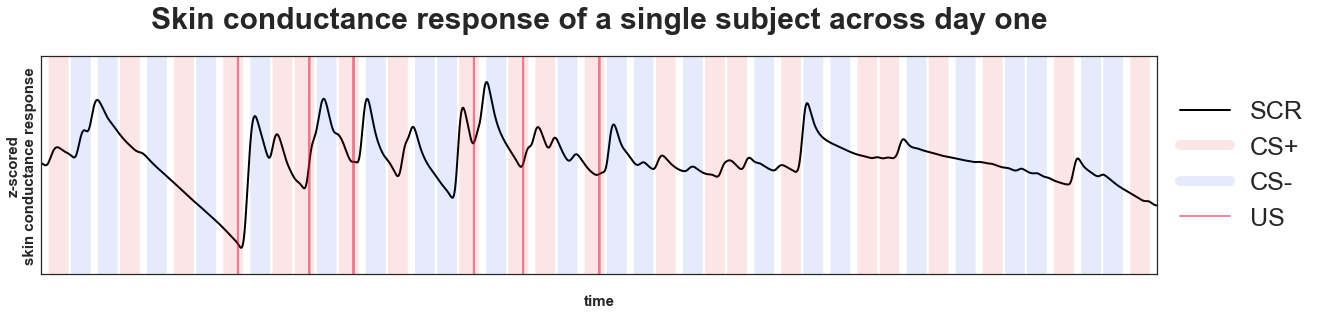 Skin conductance response of a single subject across day one
z-scored
skin conductance response
time
SCR
CS+
CS-
US